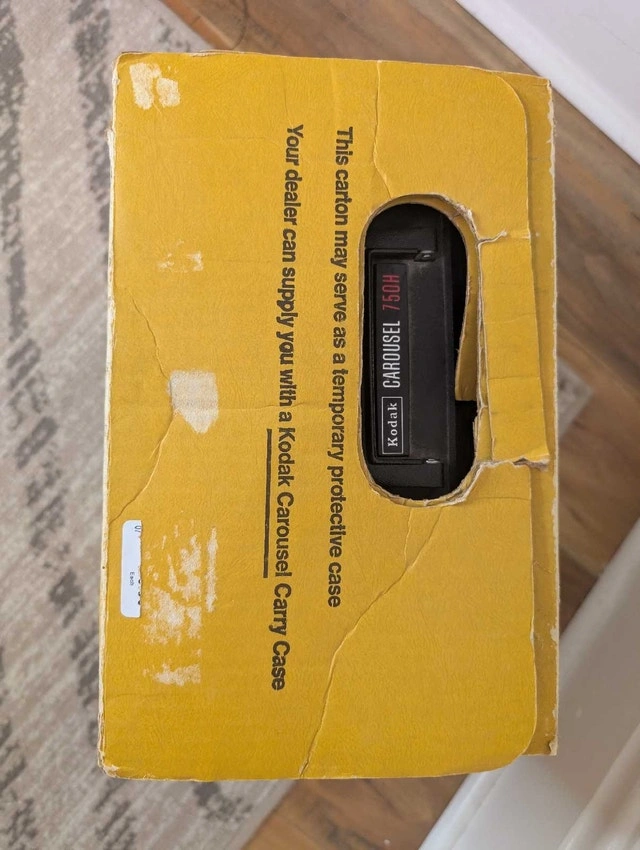 This carton may serve as a temporary protective case
Your dealer can supply you with a Kodak Carousel Carry Case
Kodak CAROUSEL 750H
Each